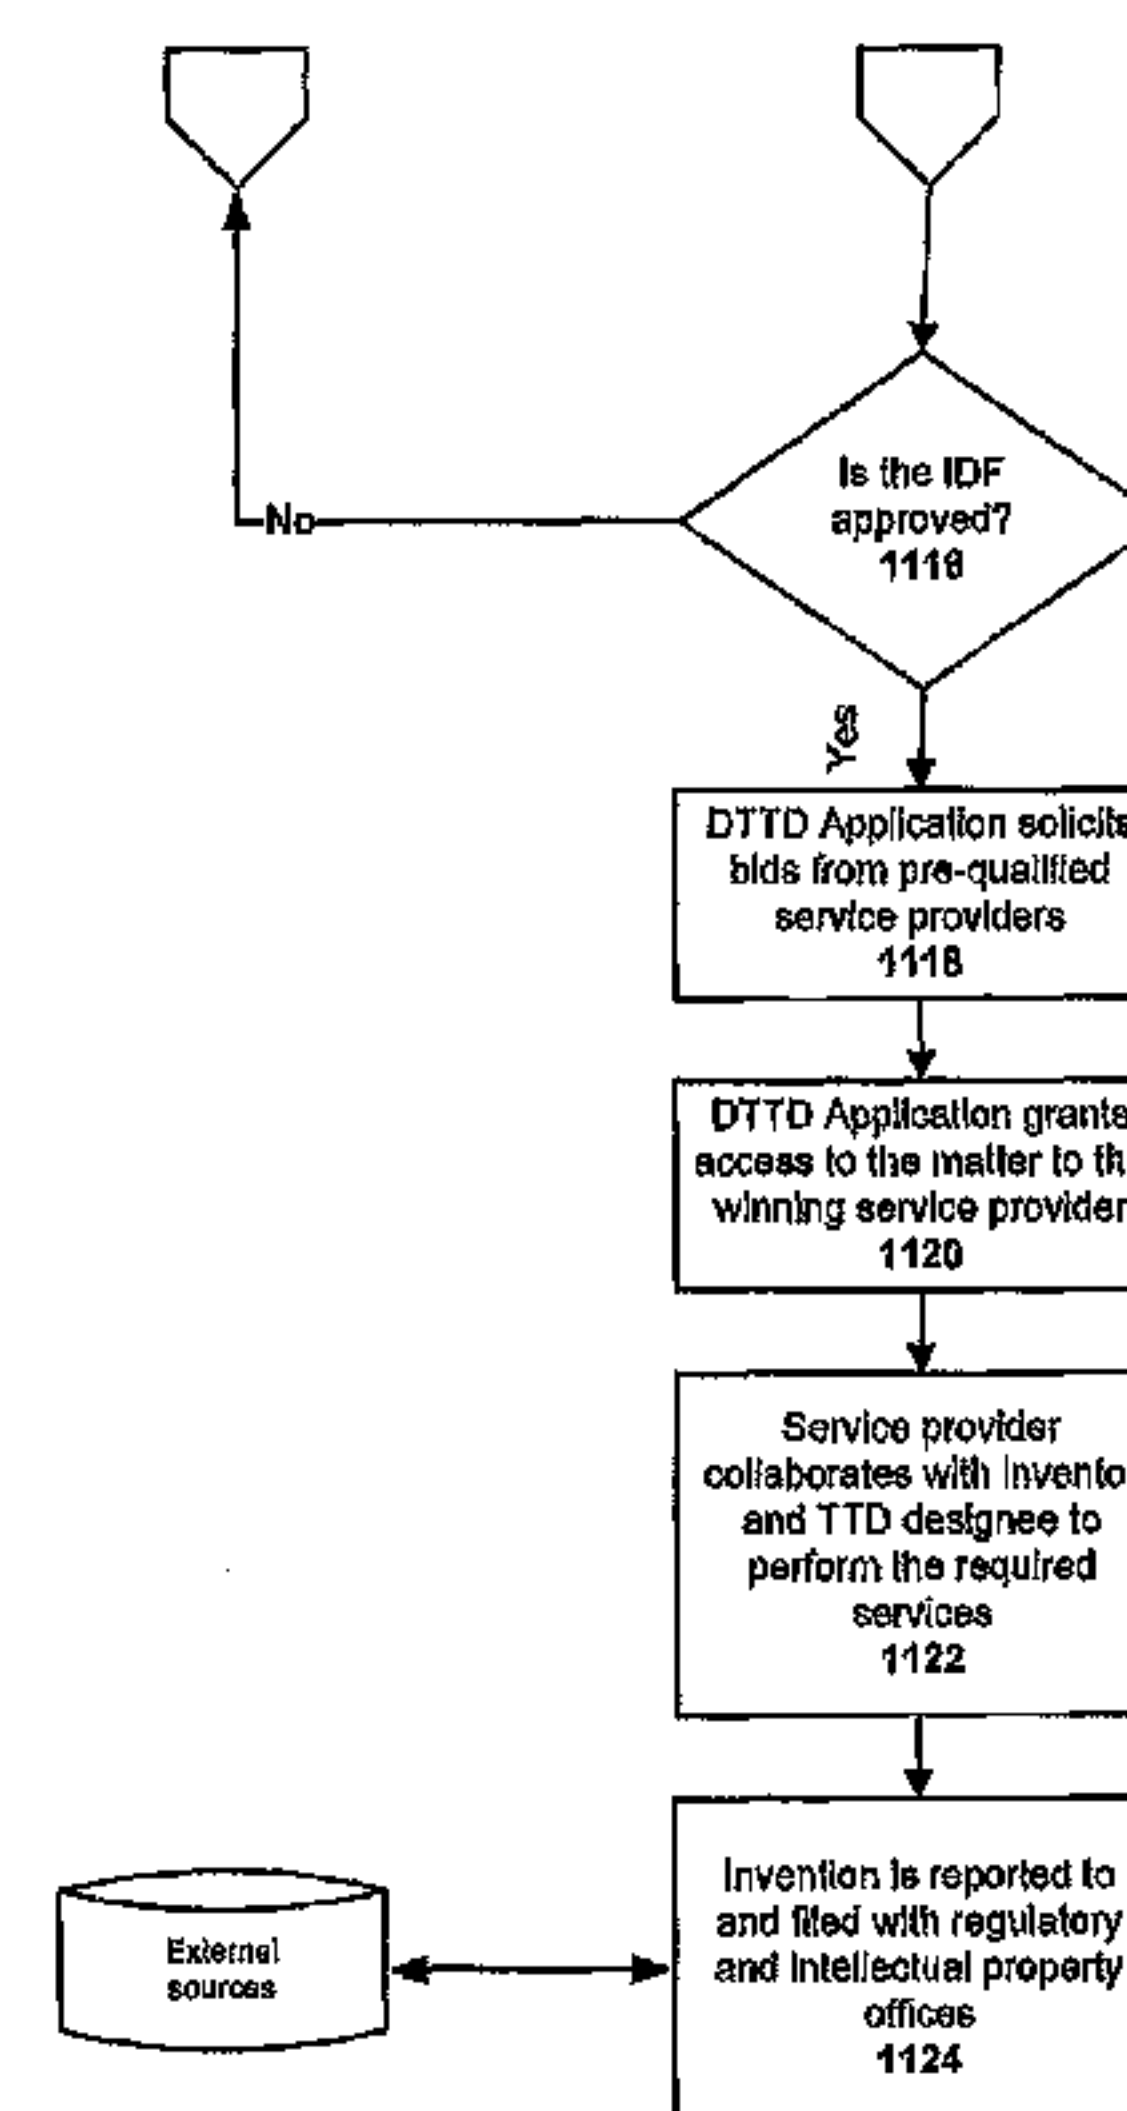 Is the IDF
approved?
1116
No
Yes
DTTD Application solicits
bids from pre-qualified
service providers
1118
DTTD Application grants
access to the matter to th
winning service provider
1120
Service provider
collaborates with Invento
and TTD designee to
perform the required
services
1122
Invention is reported to
and filed with regulatory
and intellectual property
offices
1124
External
sources